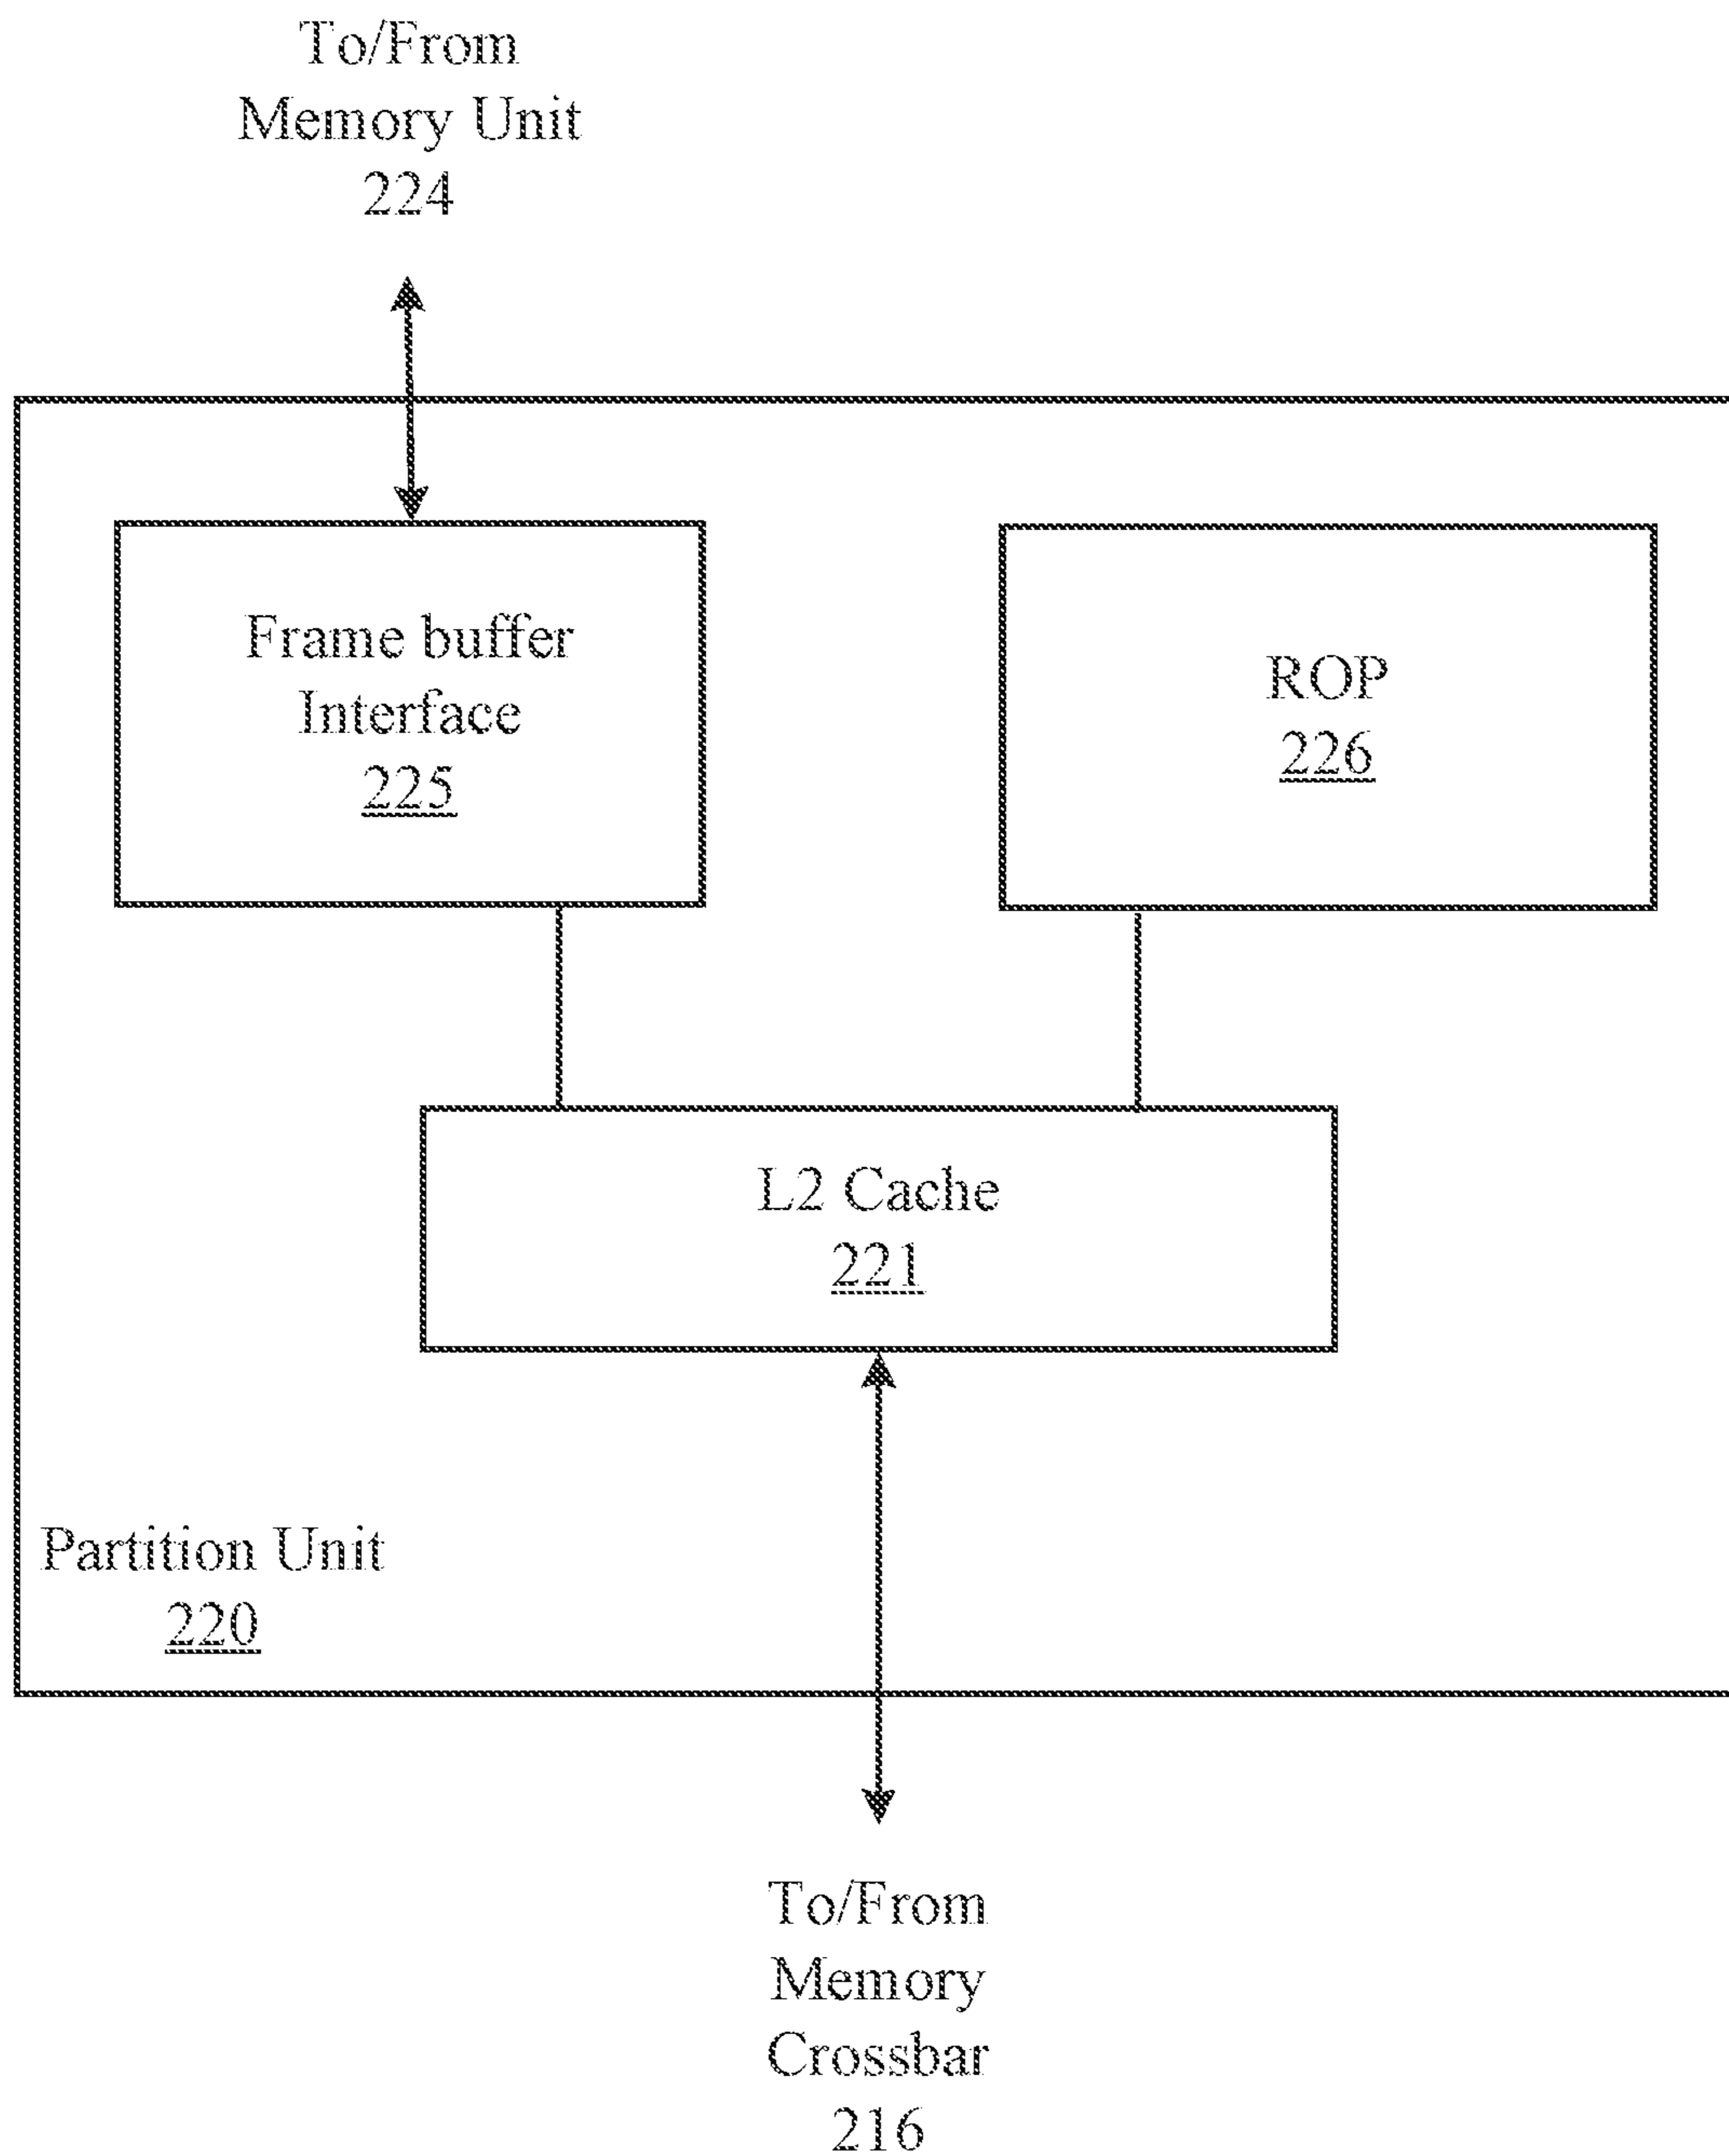 To/From
Memory Unit
224
Frame buffer
Interface
225
ROP
226
L2 Cache
221
Partition Unit
220
To/From
Memory
Crossbar
216